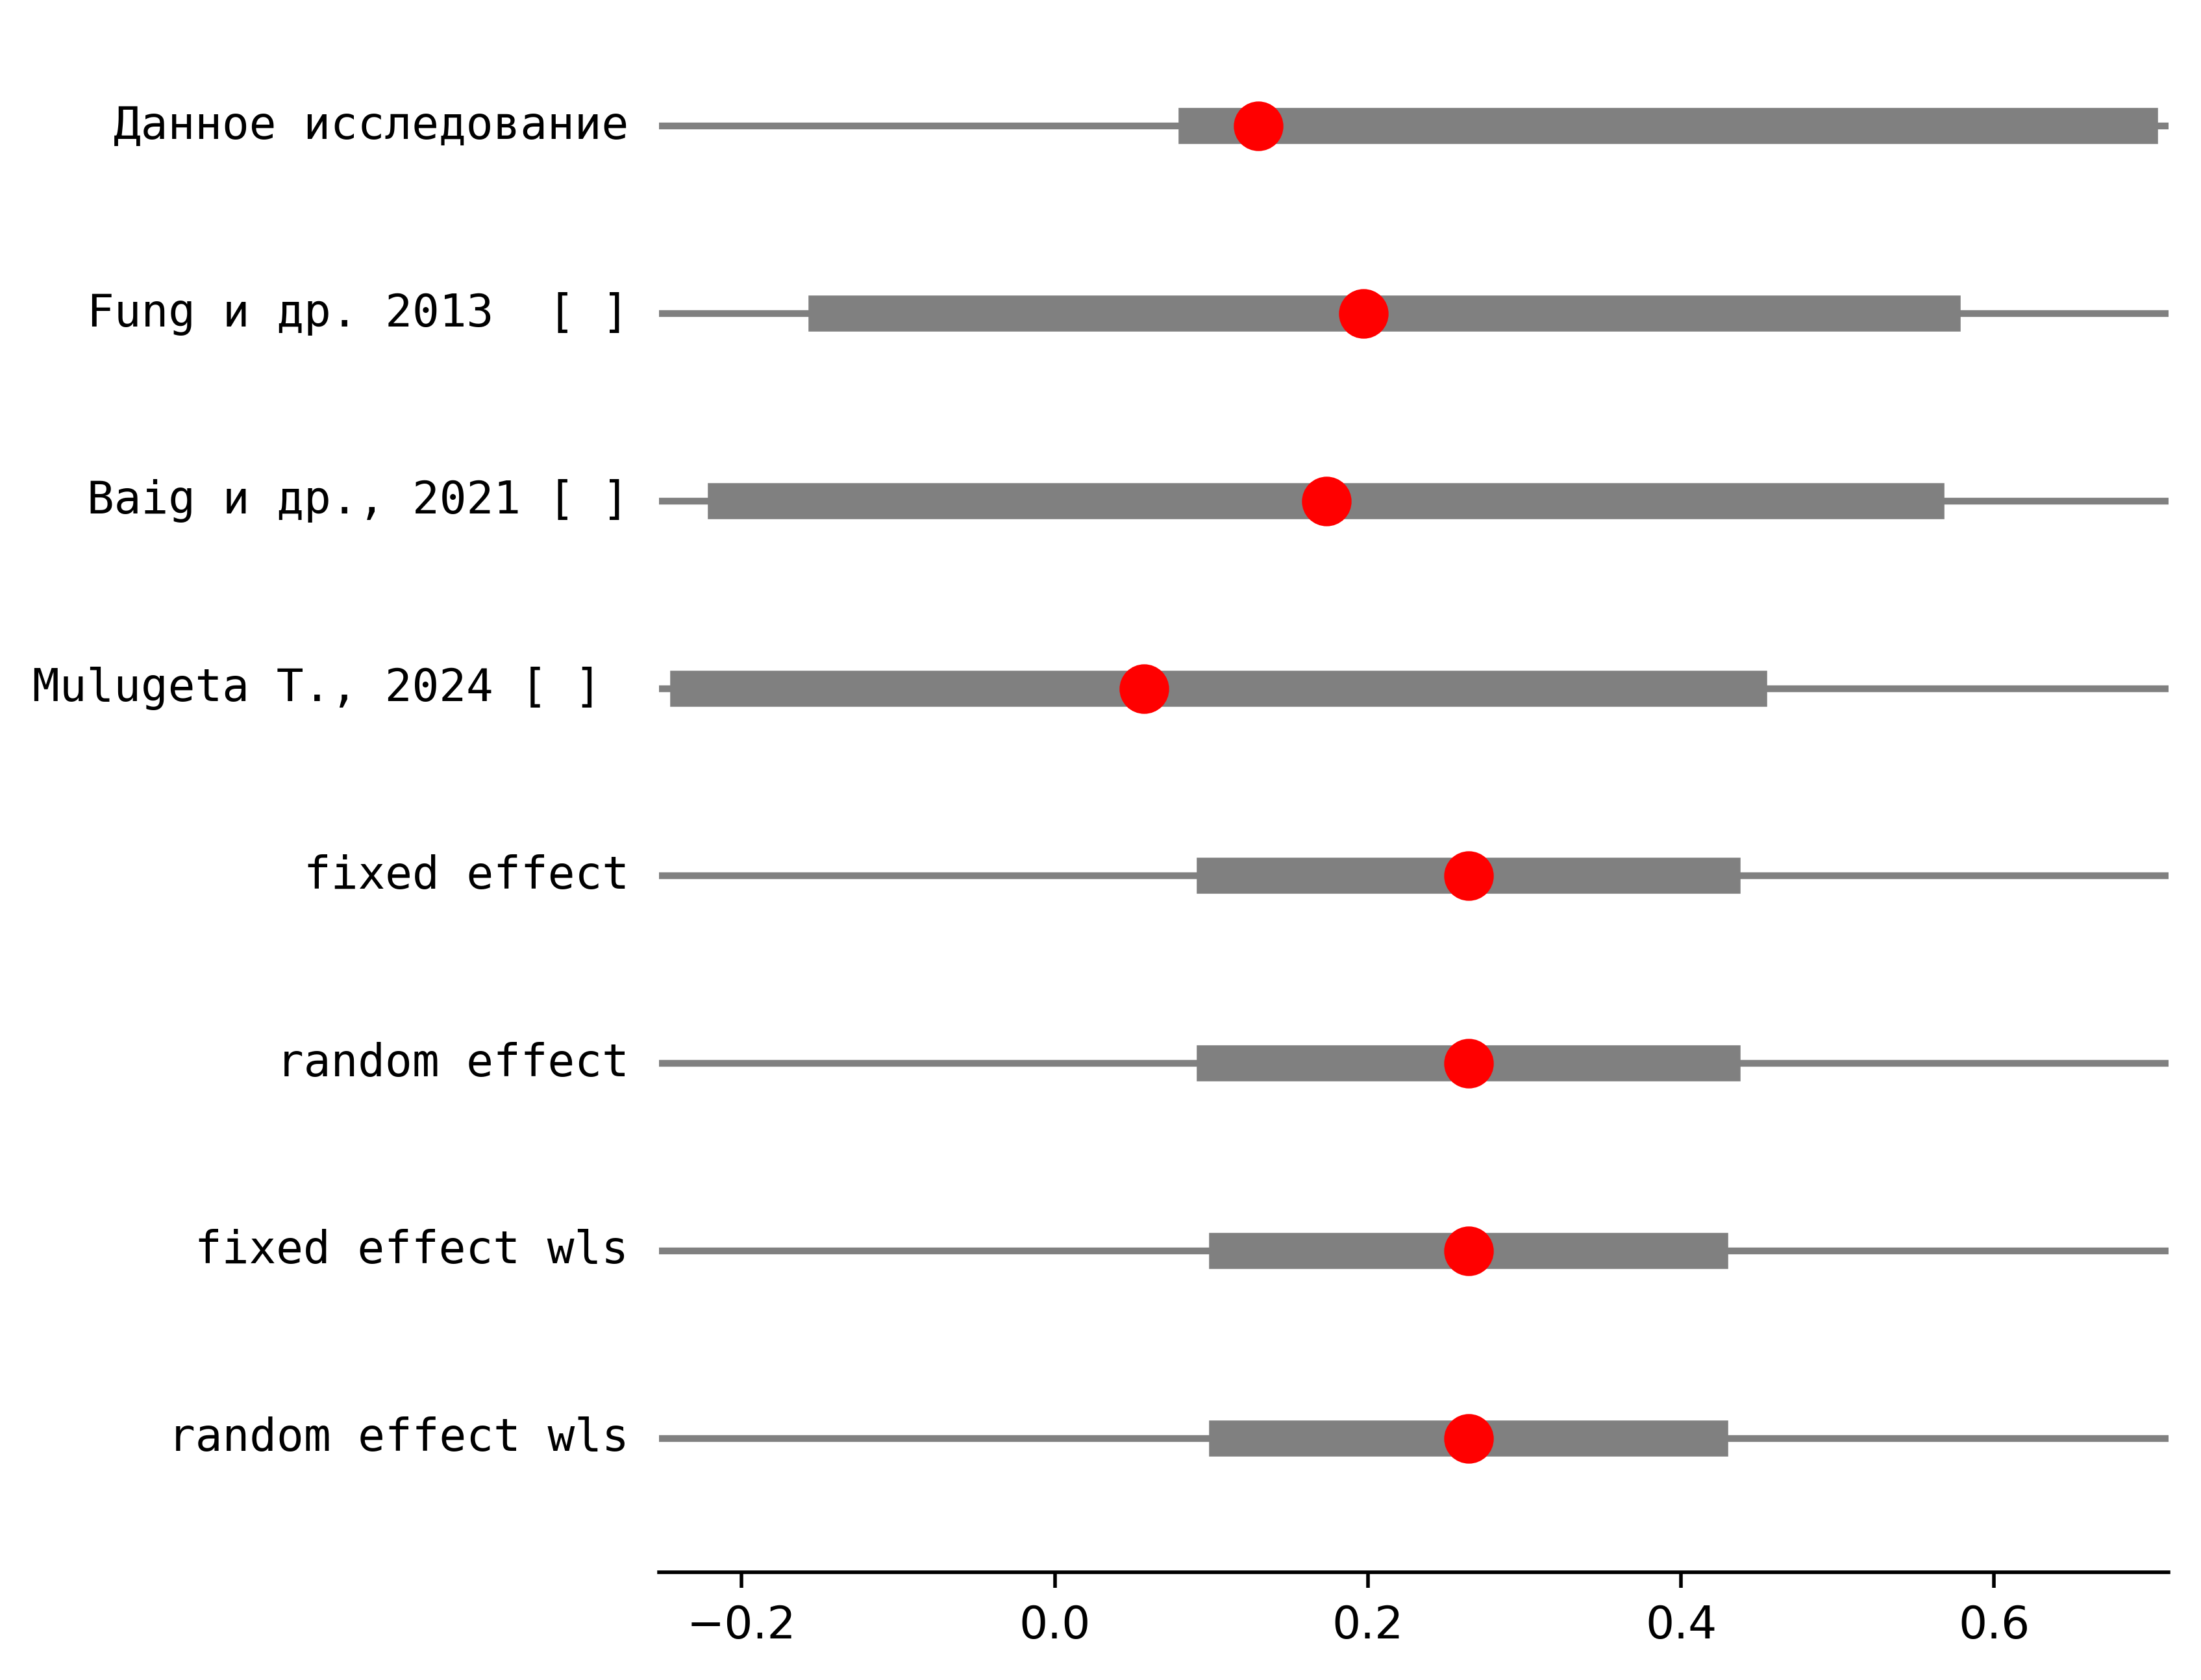 Данное исследование
Fung и др. 2013  [ ]
Baig и др., 2021 [ ]
Mulugeta T., 2024 [ ]
fixed effect
random effect
fixed effect wls
random effect wls
−0.2 0.0 0.2 0.4 0.6